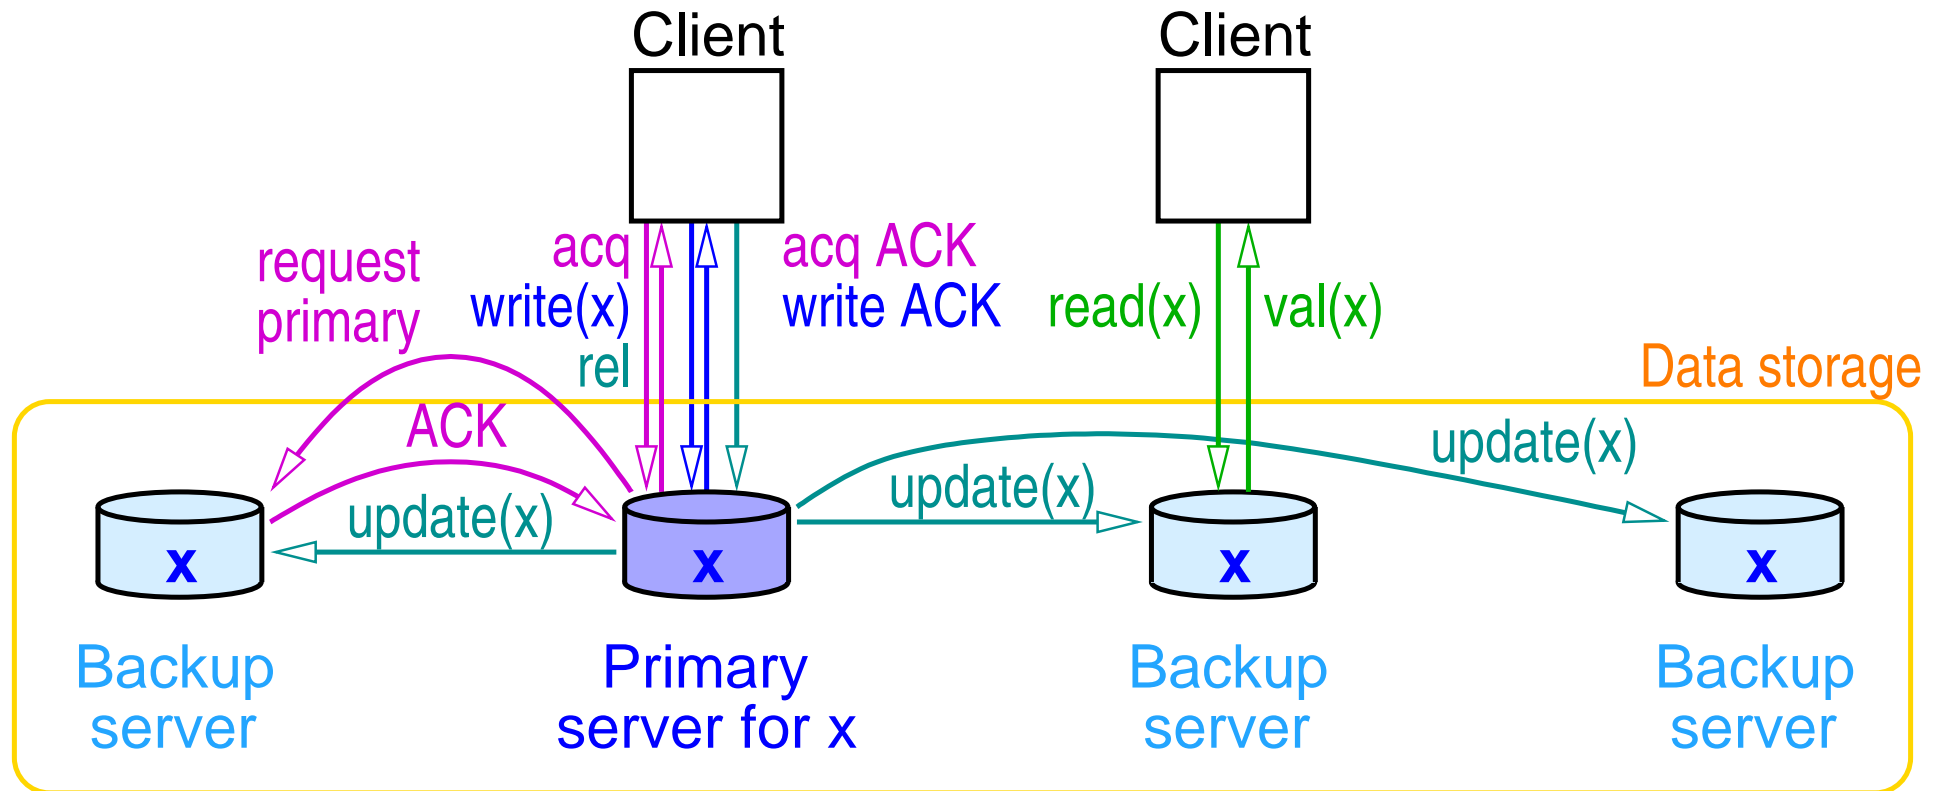 Client
Client
request
primary
acq
write(x)
rel
acq ACK
write ACK
read(x)
val(x)
Data storage
ACK
update(x)
update(x)
update(x)
x
x
x
x
Backup
server
Primary
server for x
Backup
server
Backup
server